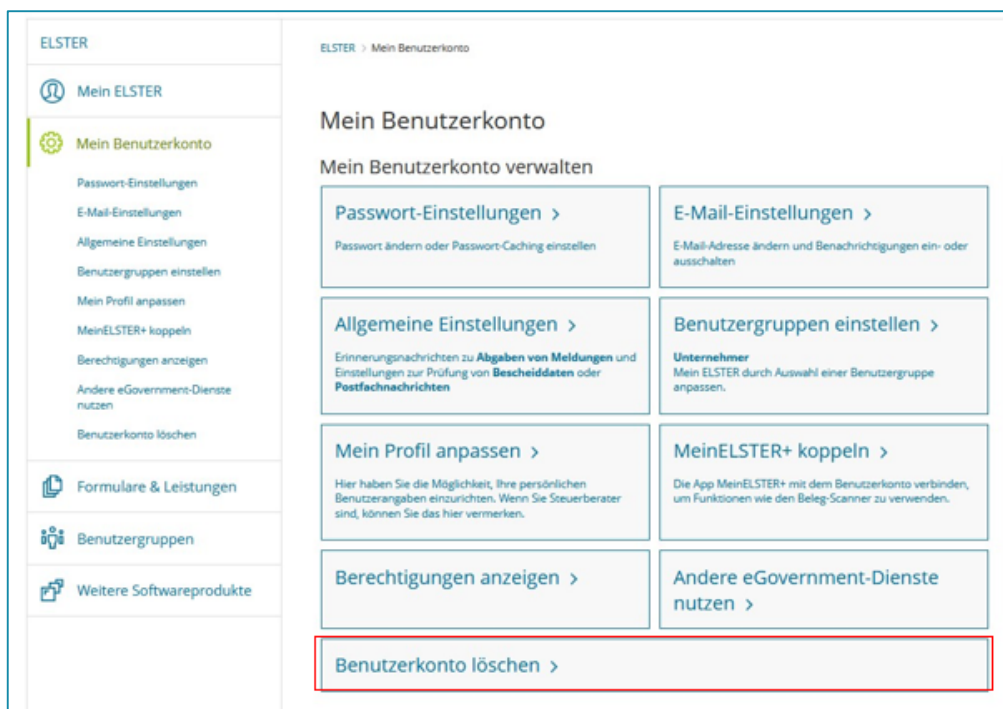 ELSTER
Mein ELSTER
Mein Benutzerkonto
Passwort-Einstellungen
E-Mail-Einstellungen
Allgemeine Einstellungen
Benutzergruppen einstellen
Mein Profil anpassen
MeinELSTER+ koppeln
Berechtigungen anzeigen
Andere eGovernment-Dienste
nutzen
Benutzerkonto löschen
Formulare & Leistungen
Benutzergruppen
Weitere Softwareprodukte
ELSTER > Mein Benutzerkonto
Mein Benutzerkonto
Mein Benutzerkonto verwalten
Passwort-Einstellungen >
Passwort ändern oder Passwort-Caching einstellen
E-Mail-Einstellungen >
E-Mail-Adresse ändern und Benachrichtigungen ein- oder
ausschalten
Allgemeine Einstellungen >
Erinnerungsnachrichten zu Abgaben von Meldungen und
Einstellungen zur Prüfung von Bescheiddaten oder
Postfachnachrichten
Benutzergruppen einstellen >
Unternehmer
Mein ELSTER durch Auswahl einer Benutzergruppe
anpassen.
Mein Profil anpassen >
Hier haben Sie die Möglichkeit, Ihre persönlichen
Benutzerangaben einzurichten. Wenn Sie Steuerberater
sind, können Sie das hier vermerken.
MeinELSTER+ koppeln >
Die App MeinELSTER+ mit dem Benutzerkonto verbinden,
um Funktionen wie den Beleg-Scanner zu verwenden.
Berechtigungen anzeigen >
Andere eGovernment-Dienste
nutzen >
Benutzerkonto löschen >